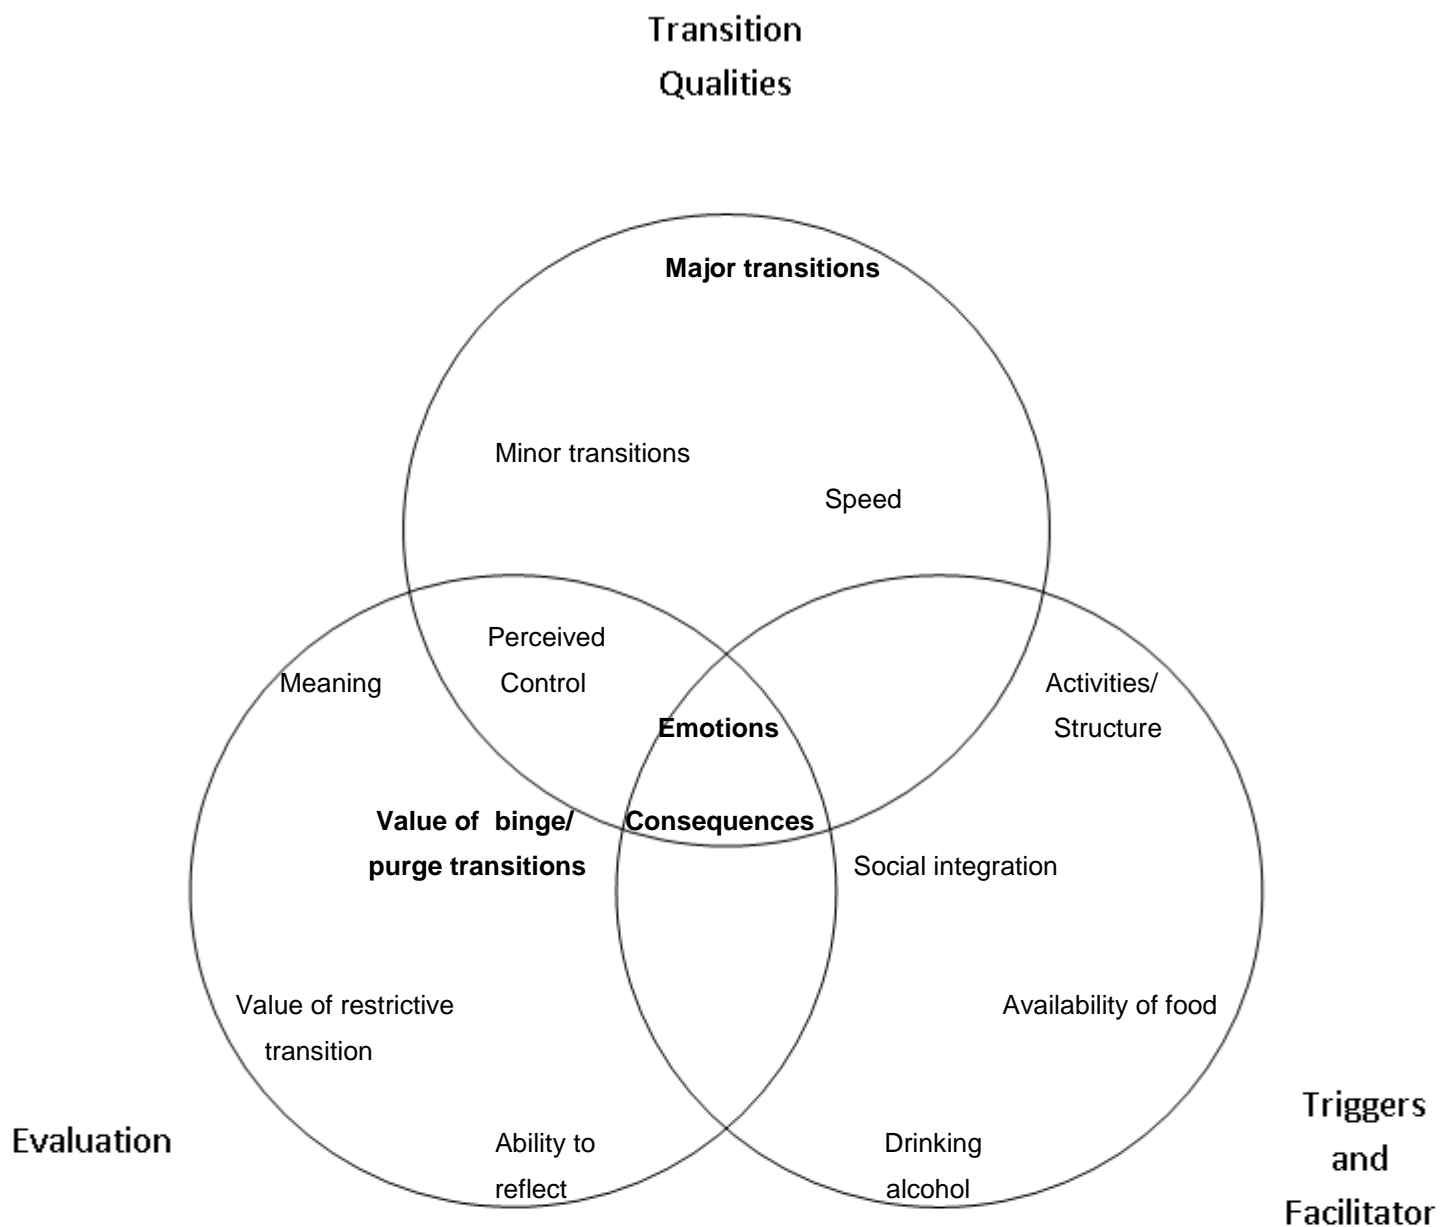 Transition
Qualities
Major transitions
Minor transitions
Speed
Perceived
Control
Meaning
Activities/
Structure
Emotions
Value of  binge/
purge transitions
Consequences
Social integration
Value of restrictive
transition
Availability of food
Evaluation
Ability to
reflect
Drinking
alcohol
Triggers
and
Facilitator